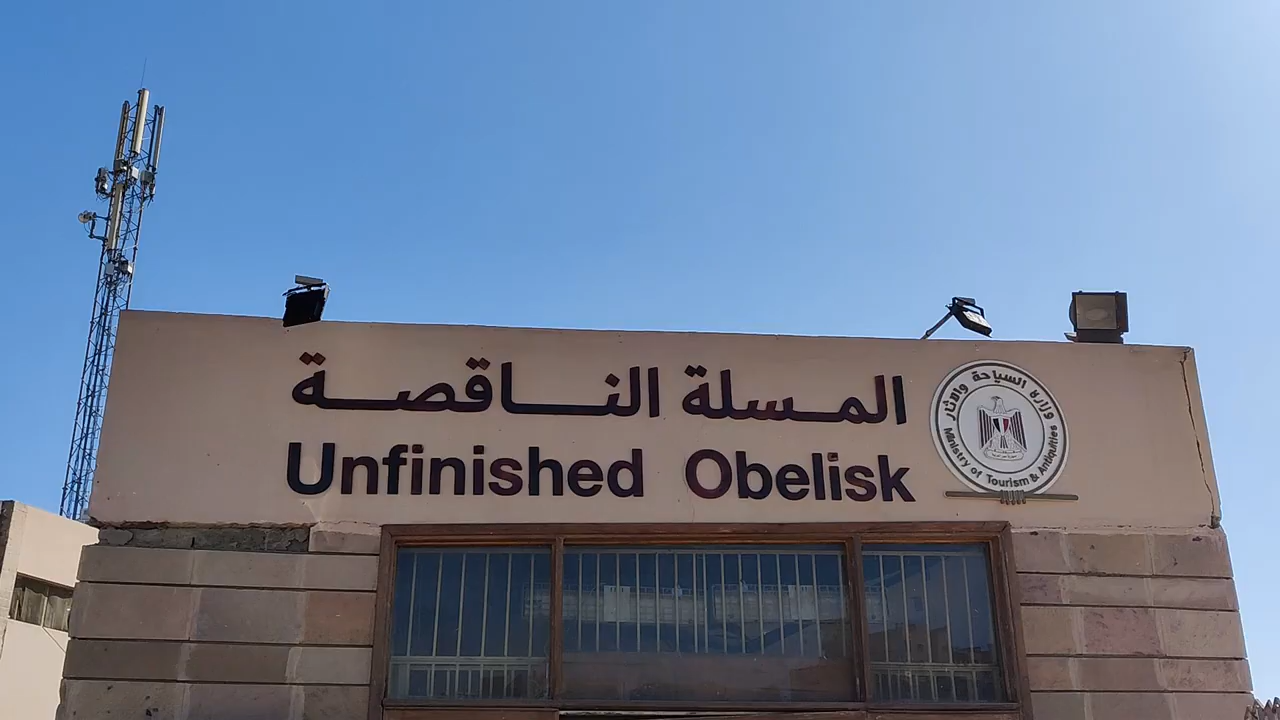 المسلة الناقصة
Unfinished Obelisk
وزارة السياحة والآثار
Ministry of Tourism & Antiquities